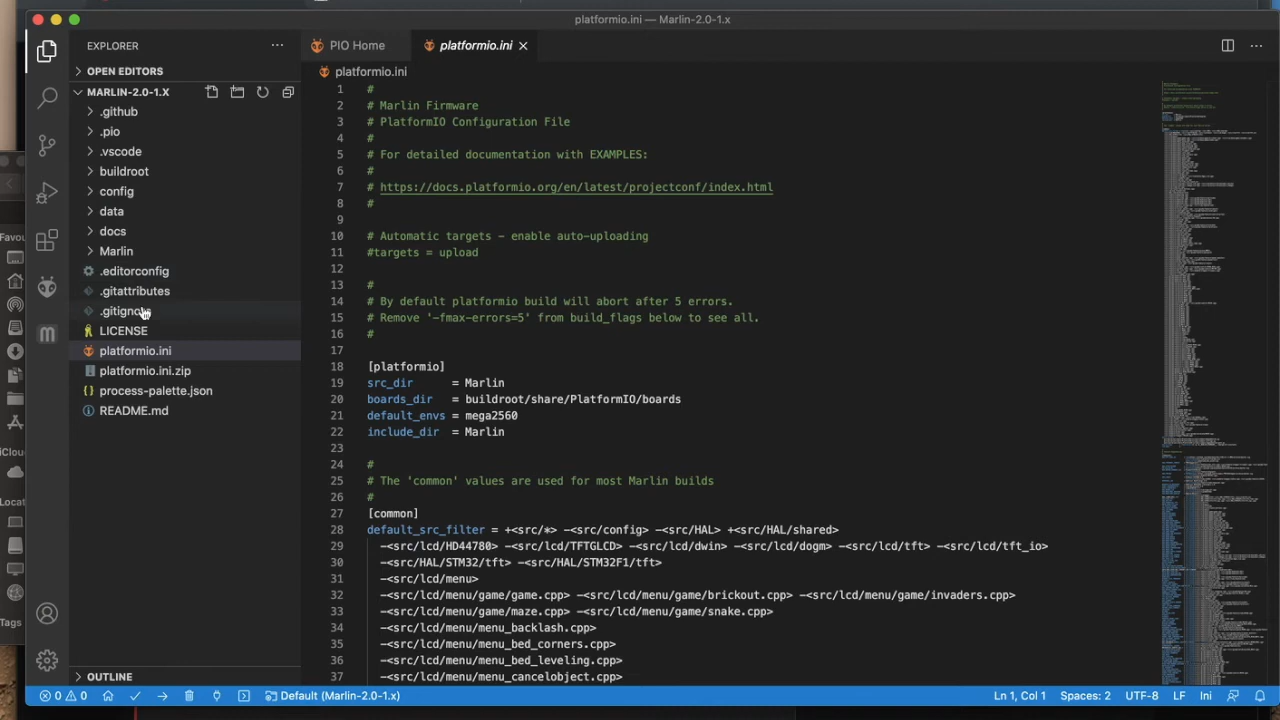 platformio.ini — Marlin-2.0-1.x
EXPLORER
PIO Home
platformio.ini
OPEN EDITORS
platformio.ini
MARLIN-2.0-1.X
.github
.pio
.vscode
buildroot
config
data
docs
Marlin
.editorconfig
.gitattributes
.gitignore
LICENSE
platformio.ini
platformio.ini.zip
process-palette.json
README.md
OUTLINE
1 #
2 # Marlin Firmware
3 # PlatformIO Configuration File
4 #
5 # For detailed documentation with EXAMPLES:
6 #
7 # https://docs.platformio.org/en/latest/projectconf/index.html
8 #
9
10 # Automatic targets - enable auto-uploading
11 #targets = upload
12
13 #
14 # By default platformio build will abort after 5 errors.
15 # Remove '-fmax-errors=5' from build_flags below to see all.
16 #
17
18 [platformio]
19 src_dir = Marlin
20 boards_dir = buildroot/share/PlatformIO/boards
21 default_envs = mega2560
22 include_dir = Marlin
23
24 #
25 # The 'common' values are used for most Marlin builds
26 #
27 [common]
28 default_src_filter = +<src/*> -<src/config> -<src/HAL> +<src/HAL/shared>
29 -<src/lcd/HD44780> -<src/lcd/TFTGLCD> -<src/lcd/dwin> -<src/lcd/dogm> -<src/lcd/tft> -<src/lcd/tft_io>
30 -<src/HAL/STM32/tft> -<src/HAL/STM32F1/tft>
31 -<src/lcd/menu>
32 -<src/lcd/menu/game/game.cpp> -<src/lcd/menu/game/brickout.cpp> -<src/lcd/menu/game/invaders.cpp>
33 -<src/lcd/menu/game/maze.cpp> -<src/lcd/menu/game/snake.cpp>
34 -<src/lcd/menu/menu_backlash.cpp>
35 -<src/lcd/menu/menu_bed_corners.cpp>
36 -<src/lcd/menu/menu_bed_leveling.cpp>
37 -<src/lcd/menu/menu_cancelobject.cpp>
Favou
iCloud
Locat
Tags
0 0 Default (Marlin-2.0-1.x) Ln 1, Col 1 Spaces: 2 UTF-8 LF Ini